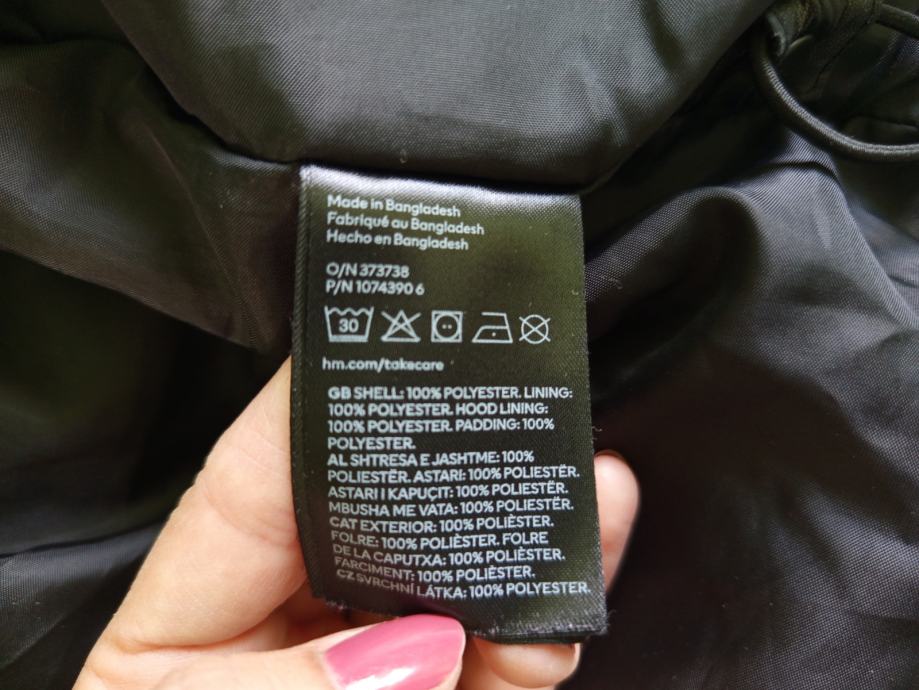 Made in Bangladesh
Fabriqué au Bangladesh
Hecho en Bangladesh
O/N 373738
P/N 1074390 6
30
hm.com/takecare
GB SHELL: 100% POLYESTER. LINING:
100% POLYESTER. HOOD LINING:
100% POLYESTER. PADDING: 100%
POLYESTER.
AL SHTRESA E JASHTME: 100%
POLIESTËR. ASTARI: 100% POLIESTËR.
ASTARI I KAPUÇIT: 100% POLIESTËR.
MBUSHA ME VATA: 100% POLIESTËR.
CAT EXTERIOR: 100% POLIÈSTER.
FOLRE: 100% POLIÈSTER. FOLRE
DE LA CAPUTXA: 100% POLIÈSTER.
FARCIMENT: 100% POLIÈSTER.
CZ SVRCHNÍ LÁTKA: 100% POLYESTER.